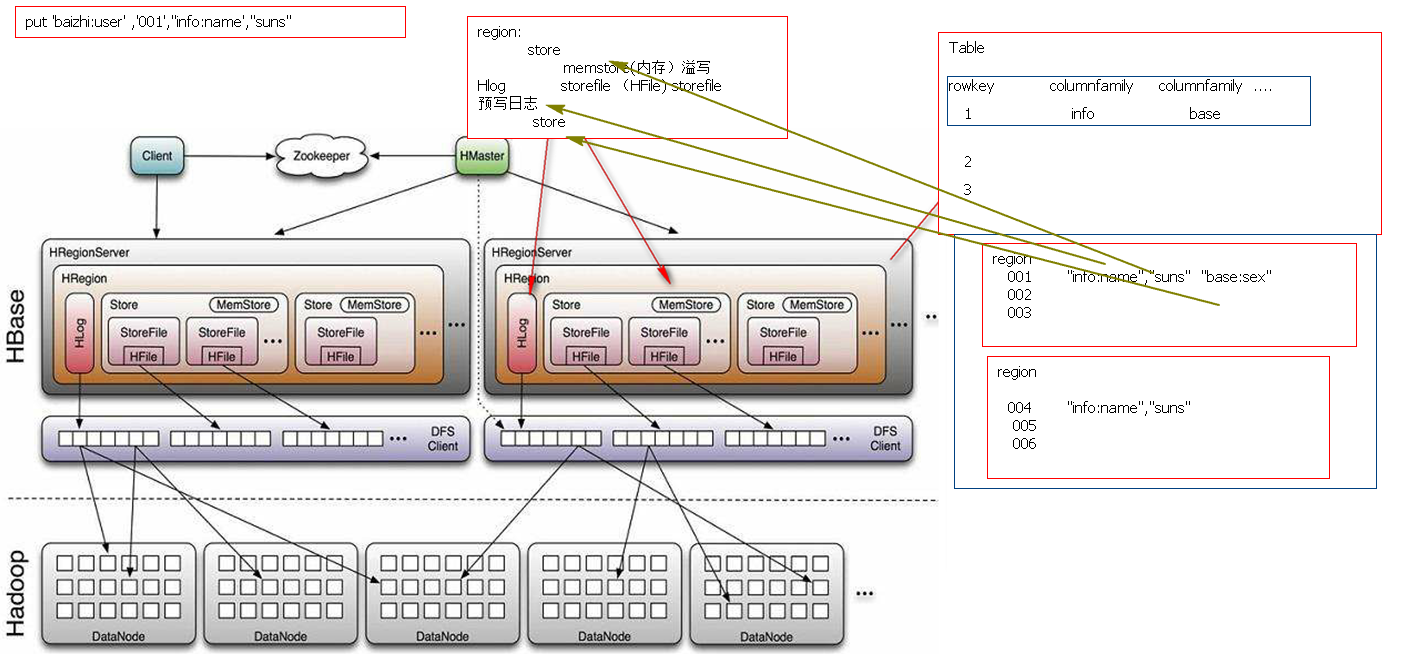 put 'baizhi:user' ,'001',"info:name","suns"
region:
store
memstore(内存）溢写
Hlog storefile （HFile) storefile
预写日志
store
Table
rowkey columnfamily columnfamily ....
1 info base
2
3
region
001 "info:name","suns" "base:sex"
002
003
region
004 "info:name","suns"
005
006
Client
Zookeeper
HMaster
HBase
HRegionServer
HRegion
HLog
Store MemStore
StoreFile StoreFile ...
HFile HFile
Store MemStore
StoreFile
HFile
... ...
HRegionServer
HRegion
HLog
Store MemStore
StoreFile StoreFile ...
HFile HFile
Store MemStore
StoreFile
HFile
... ... ..
... DFS Client
... DFS Client
Hadoop
DataNode DataNode DataNode DataNode DataNode ...